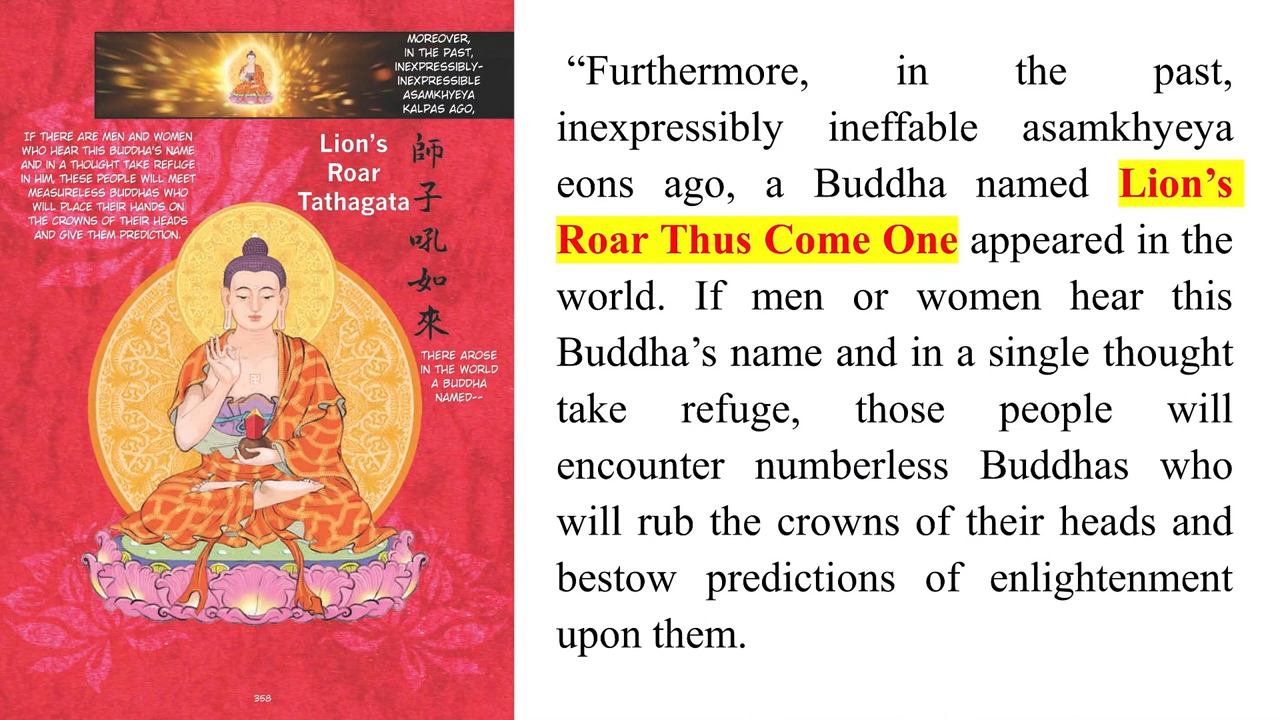 MOREOVER,
IN THE PAST,
INEXPRESSIBLY-
INEXPRESSIBLE
ASAMKHYEYA
KALPAS AGO,
IF THERE ARE MEN AND WOMEN
WHO HEAR THIS BUDDHA'S NAME
AND IN A THOUGHT TAKE REFUGE
IN HIM, THESE PEOPLE WILL MEET
MEASURELESS BUDDHAS WHO
WILL PLACE THEIR HANDS ON
THE CROWNS OF THEIR HEADS
AND GIVE THEM PREDICTION.
Lion's
Roar
Tathagata
師子吼如來
THERE AROSE
IN THE WORLD
A BUDDHA
NAMED--
358
“Furthermore, in the past,
inexpressibly ineffable asamkhyeya
eons ago, a Buddha named Lion’s
Roar Thus Come One appeared in the
world. If men or women hear this
Buddha’s name and in a single thought
take refuge, those people will
encounter numberless Buddhas who
will rub the crowns of their heads and
bestow predictions of enlightenment
upon them.